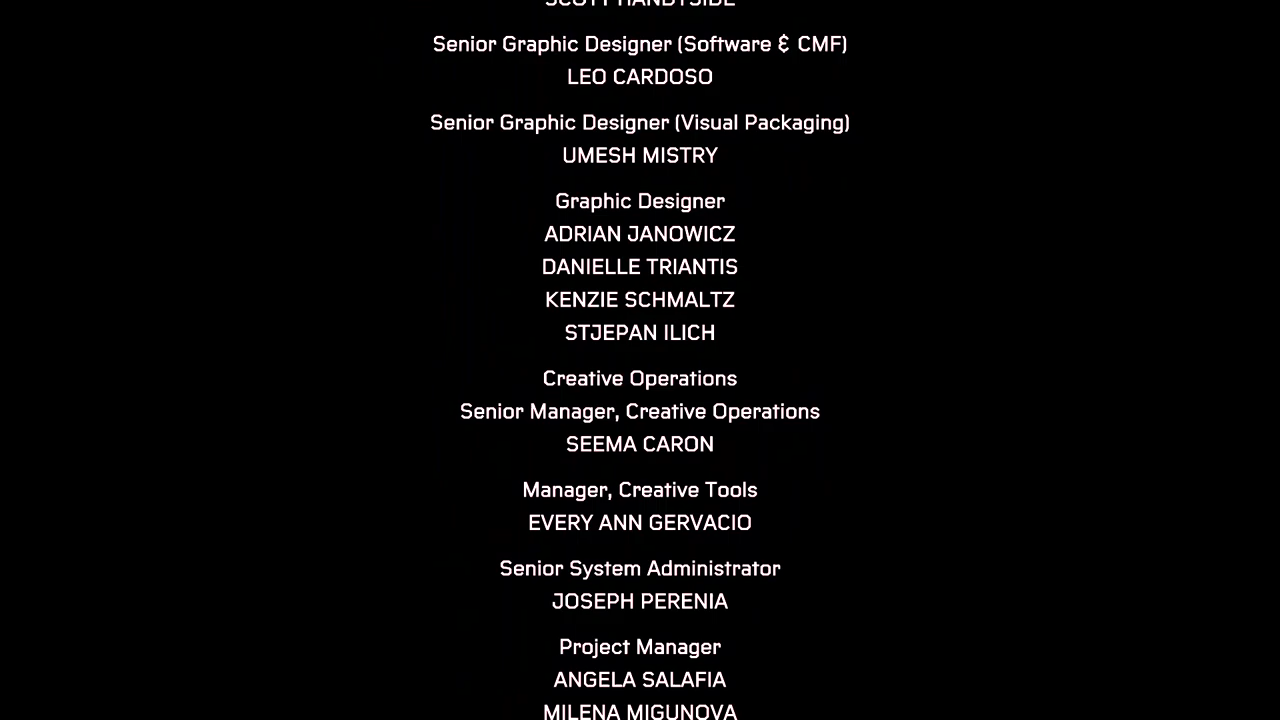 SCOTT HANDYSIDE
Senior Graphic Designer (Software & CMF)
LEO CARDOSO
Senior Graphic Designer (Visual Packaging)
UMESH MISTRY
Graphic Designer
ADRIAN JANOWICZ
DANIELLE TRIANTIS
KENZIE SCHMALTZ
STJEPAN ILICH
Creative Operations
Senior Manager, Creative Operations
SEEMA CARON
Manager, Creative Tools
EVERY ANN GERVACIO
Senior System Administrator
JOSEPH PERENIA
Project Manager
ANGELA SALAFIA
MILENA MIGUNOVA